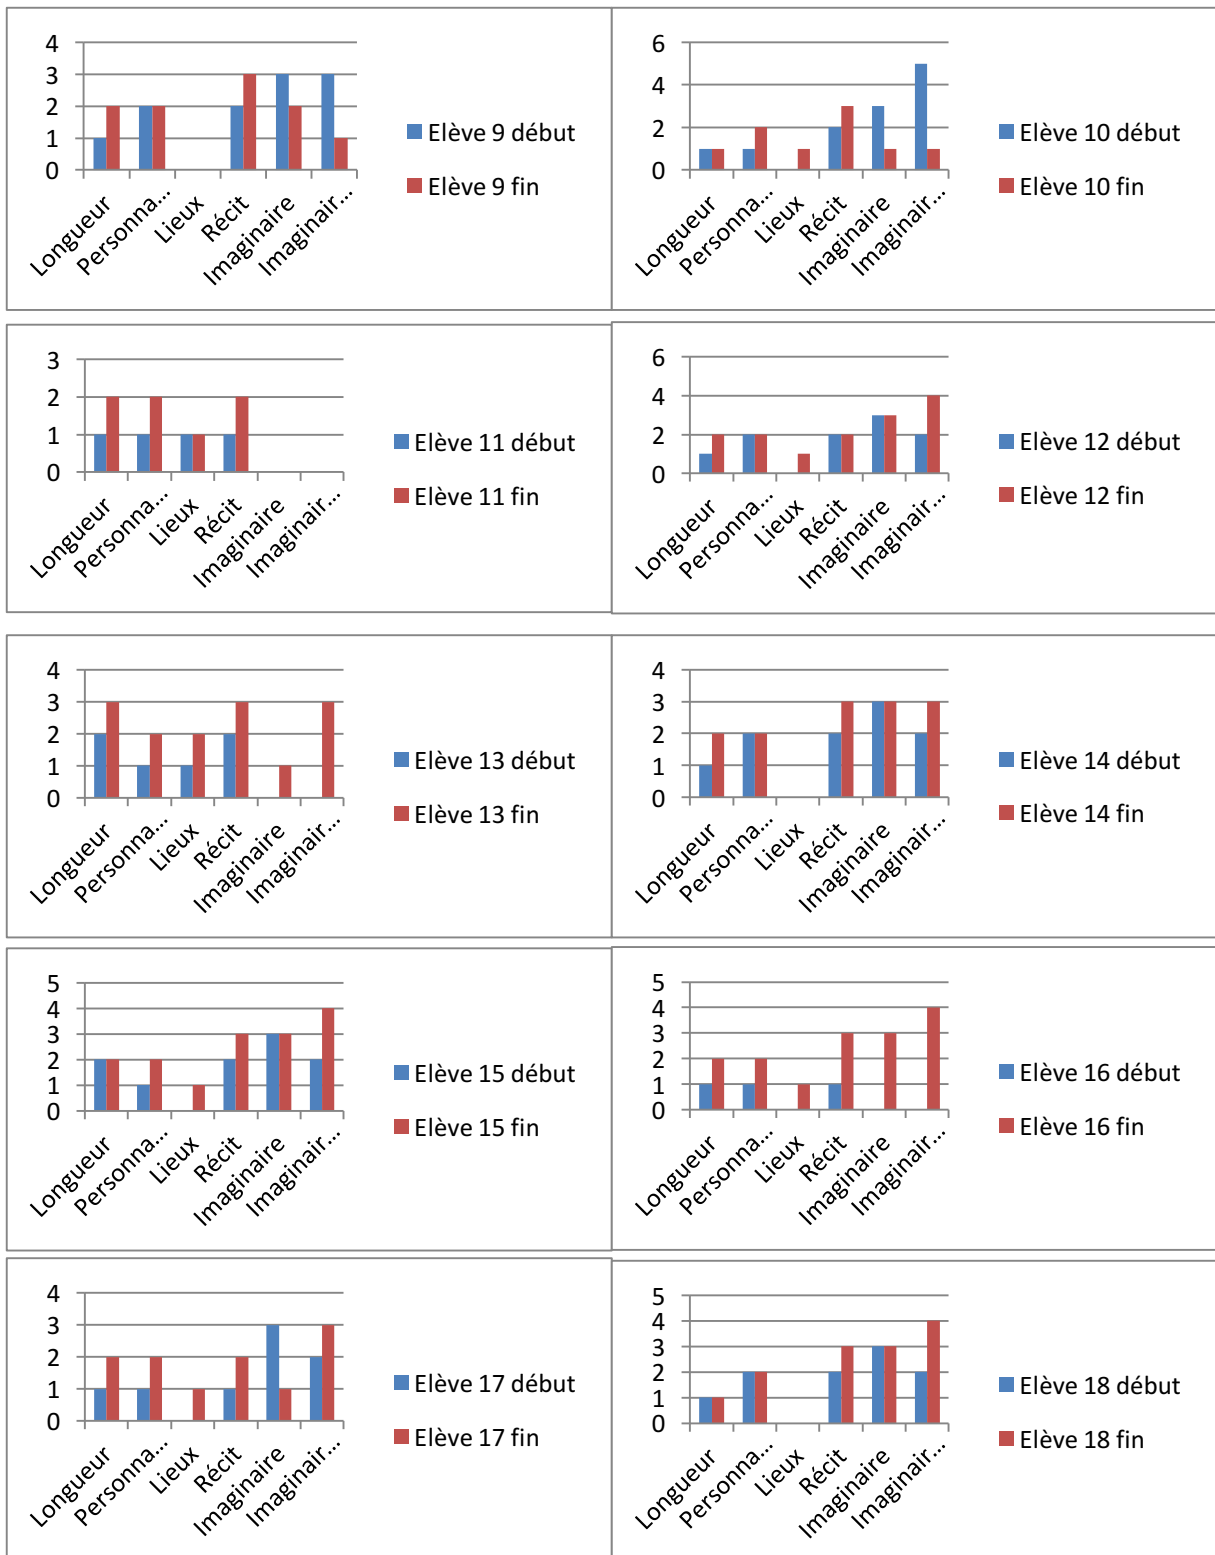 4
3
2
1
0
Longueur
Personna...
Lieux
Récit
Imaginaire
Imaginair...
Elève 9 début
Elève 9 fin
6
4
2
0
Longueur
Personna...
Lieux
Récit
Imaginaire
Imaginair...
Elève 10 début
Elève 10 fin
3
2
1
0
Longueur
Personna...
Lieux
Récit
Imaginaire
Imaginair...
Elève 11 début
Elève 11 fin
6
4
2
0
Longueur
Personna...
Lieux
Récit
Imaginaire
Imaginair...
Elève 12 début
Elève 12 fin
4
3
2
1
0
Longueur
Personna...
Lieux
Récit
Imaginaire
Imaginair...
Elève 13 début
Elève 13 fin
4
3
2
1
0
Longueur
Personna...
Lieux
Récit
Imaginaire
Imaginair...
Elève 14 début
Elève 14 fin
5
4
3
2
1
0
Longueur
Personna...
Lieux
Récit
Imaginaire
Imaginair...
Elève 15 début
Elève 15 fin
5
4
3
2
1
0
Longueur
Personna...
Lieux
Récit
Imaginaire
Imaginair...
Elève 16 début
Elève 16 fin
4
3
2
1
0
Longueur
Personna...
Lieux
Récit
Imaginaire
Imaginair...
Elève 17 début
Elève 17 fin
5
4
3
2
1
0
Longueur
Personna...
Lieux
Récit
Imaginaire
Imaginair...
Elève 18 début
Elève 18 fin